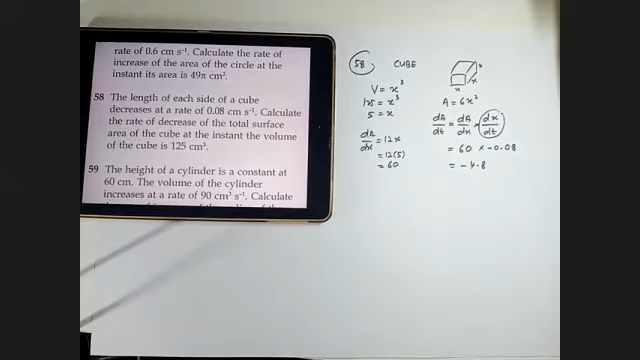 rate of 0.6 cm s⁻¹. Calculate the rate of
increase of the area of the circle at the
instant its area is 49π cm².
58 The length of each side of a cube
decreases at a rate of 0.08 cm s⁻¹. Calculate
the rate of decrease of the total surface
area of the cube at the instant the volume
of the cube is 125 cm³.
59 The height of a cylinder is a constant at
60 cm. The volume of the cylinder
increases at a rate of 90 cm³ s⁻¹. Calculate
58 CUBE
V = x³
125 = x³
5 = x
dA/dx = 12x
= 12(5)
= 60
x
x
x
A = 6x²
dA/dt = dA/dx × dx/dt
= 60 × -0.08
= -4.8